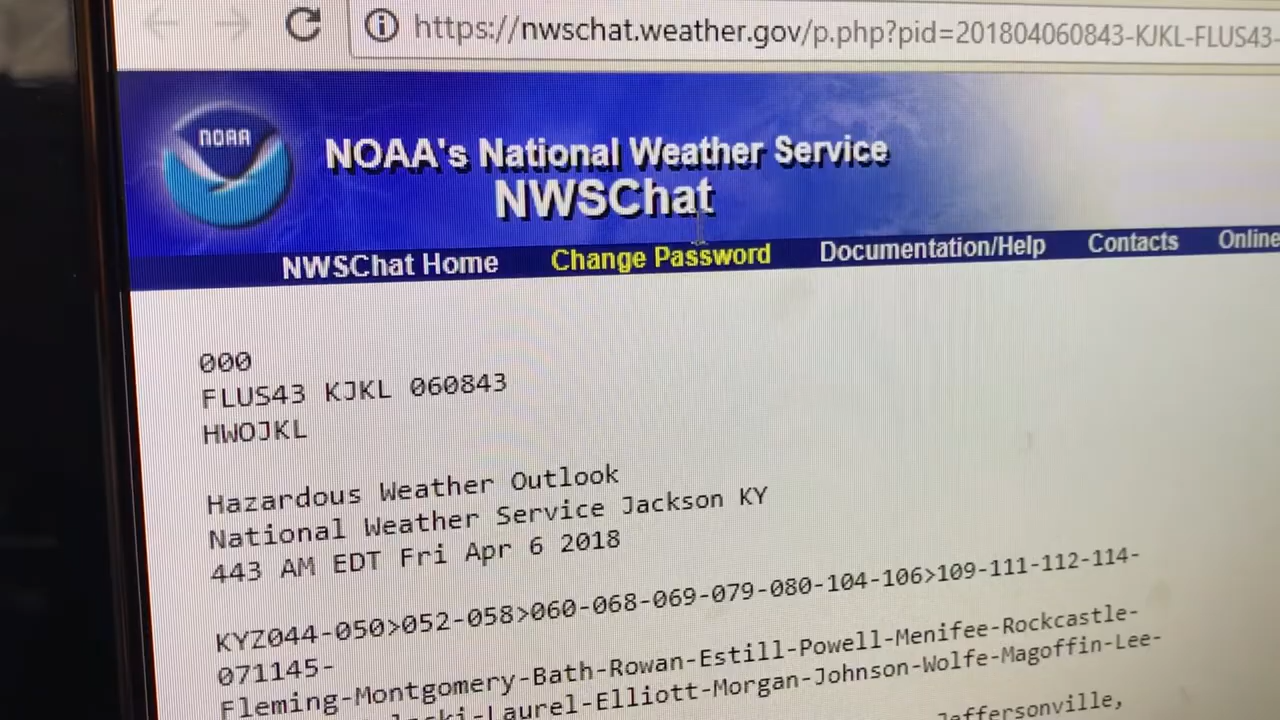 https://nwschat.weather.gov/p.php?pid=201804060843-KJKL-FLUS43-
NOAA
NOAA's National Weather Service
NWSChat
NWSChat Home Change Password Documentation/Help Contacts Online
000
FLUS43 KJKL 060843
HWOJKL
Hazardous Weather Outlook
National Weather Service Jackson KY
443 AM EDT Fri Apr 6 2018
KYZ044-050>052-058>060-068-069-079-080-104-106>109-111-112-114-
071145-
Fleming-Montgomery-Bath-Rowan-Estill-Powell-Menifee-Rockcastle-
Laurel-Elliott-Morgan-Johnson-Wolfe-Magoffin-Lee-
Jeffersonville,